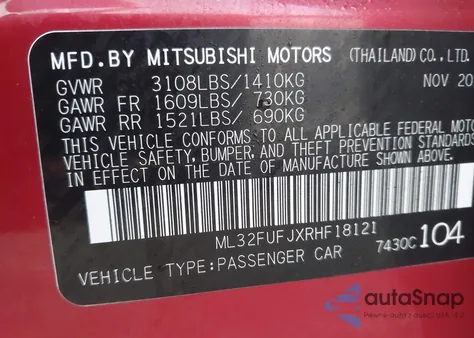 MFD.BY MITSUBISHI MOTORS (THAILAND) CO., LTD.
GVWR 3108LBS/1410KG
GAWR FR 1609LBS/ 730KG NOV 20
GAWR RR 1521LBS/ 690KG
THIS VEHICLE CONFORMS TO ALL APPLICABLE FEDERAL MOTO
VEHICLE SAFETY, BUMPER, AND THEFT PREVENTION STANDARDS
IN EFFECT ON THE DATE OF MANUFACTURE SHOWN ABOVE.
ML32FUFJXRHF18121
VEHICLE TYPE:PASSENGER CAR 7430C 104
autoSnap